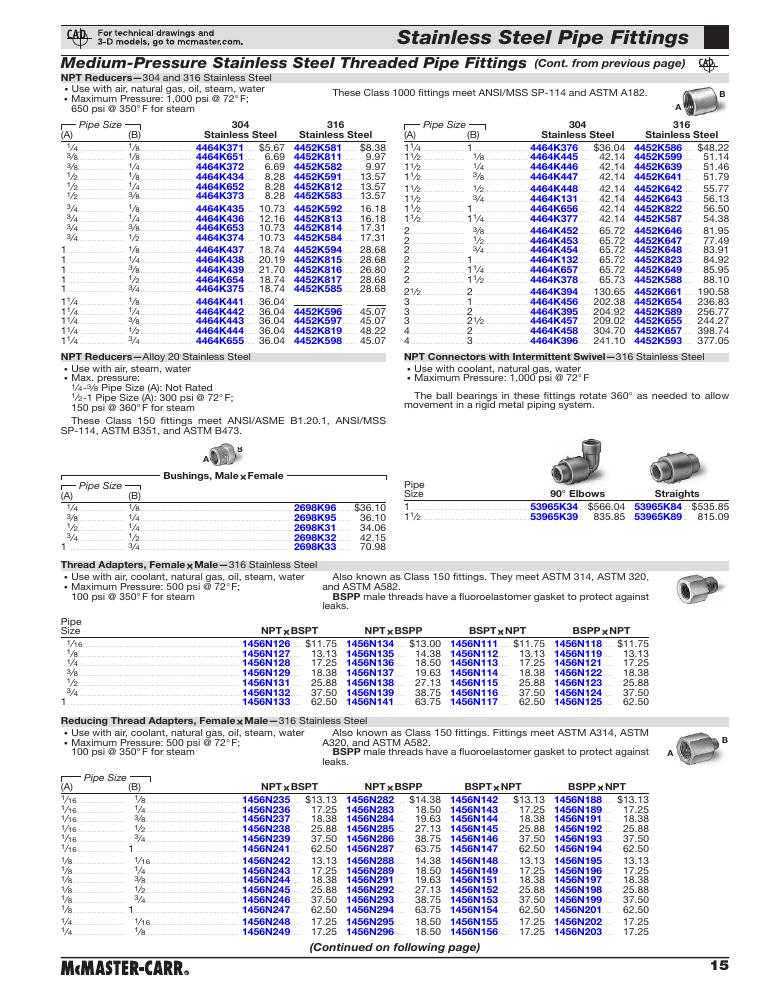 CAD
For technical drawings and
3-D models, go to mcmaster.com.
Stainless Steel Pipe Fittings
Medium-Pressure Stainless Steel Threaded Pipe Fittings (Cont. from previous page) CAD
NPT Reducers—304 and 316 Stainless Steel
• Use with air, natural gas, oil, steam, water
• Maximum Pressure: 1,000 psi @ 72°F;
650 psi @ 350°F for steam
These Class 1000 fittings meet ANSI/MSS SP-114 and ASTM A182.
A B
Pipe Size 304 316
(A) (B) Stainless Steel Stainless Steel
1/4 1/8 4464K371 $5.67 4452K581 $8.38
3/8 1/8 4464K651 6.69 4452K811 9.97
3/8 1/4 4464K372 6.69 4452K582 9.97
1/2 1/8 4464K434 8.28 4452K591 13.57
1/2 1/4 4464K652 8.28 4452K812 13.57
1/2 3/8 4464K373 8.28 4452K583 13.57
3/4 1/8 4464K435 10.73 4452K592 16.18
3/4 1/4 4464K436 12.16 4452K813 16.18
3/4 3/8 4464K653 10.73 4452K814 17.31
3/4 1/2 4464K374 10.73 4452K584 17.31
1 1/8 4464K437 18.74 4452K594 28.68
1 1/4 4464K438 20.19 4452K815 28.68
1 3/8 4464K439 21.70 4452K816 26.80
1 1/2 4464K654 18.74 4452K817 28.68
1 3/4 4464K375 18.74 4452K585 28.68
1 1/4 1/8 4464K441 36.04
1 1/4 1/4 4464K442 36.04 4452K596 45.07
1 1/4 3/8 4464K443 36.04 4452K597 45.07
1 1/4 1/2 4464K444 36.04 4452K819 48.22
1 1/4 3/4 4464K655 36.04 4452K598 45.07
Pipe Size 304 316
(A) (B) Stainless Steel Stainless Steel
1 1/4 1 4464K376 $36.04 4452K586 $48.22
1 1/2 1/8 4464K445 42.14 4452K599 51.14
1 1/2 1/4 4464K446 42.14 4452K639 51.46
1 1/2 3/8 4464K447 42.14 4452K641 51.79
1 1/2 1/2 4464K448 42.14 4452K642 55.77
1 1/2 3/4 4464K131 42.14 4452K643 56.13
1 1/2 1 4464K656 42.14 4452K822 56.50
1 1/2 1 1/4 4464K377 42.14 4452K587 54.38
2 3/8 4464K452 65.72 4452K646 81.95
2 1/2 4464K453 65.72 4452K647 77.49
2 3/4 4464K454 65.72 4452K648 83.91
2 1 4464K132 65.72 4452K823 84.92
2 1 1/4 4464K657 65.72 4452K649 85.95
2 1 1/2 4464K378 65.73 4452K588 88.10
2 1/2 2 4464K394 130.65 4452K661 190.58
3 1 4464K456 202.38 4452K654 236.83
3 2 4464K395 204.92 4452K589 256.77
3 2 1/2 4464K457 209.02 4452K655 244.27
4 2 4464K458 304.70 4452K657 398.74
4 3 4464K396 241.10 4452K593 377.05
NPT Reducers—Alloy 20 Stainless Steel
• Use with air, steam, water
• Max. pressure:
1/4-3/8 Pipe Size (A): Not Rated
1/2-1 Pipe Size (A): 300 psi @ 72°F;
150 psi @ 360°F for steam
These Class 150 fittings meet ANSI/ASME B1.20.1, ANSI/MSS
SP-114, ASTM B351, and ASTM B473.
A B
Bushings, Male x Female
Pipe Size
(A) (B)
1/4 1/8 2698K96 $36.10
3/8 1/4 2698K95 36.10
1/2 1/4 2698K31 34.06
3/4 1/2 2698K32 42.15
1 3/4 2698K33 70.98
NPT Connectors with Intermittent Swivel—316 Stainless Steel
• Use with coolant, natural gas, water
• Maximum Pressure: 1,000 psi @ 72°F
The ball bearings in these fittings rotate 360° as needed to allow
movement in a rigid metal piping system.
Pipe
Size 90° Elbows Straights
1 53965K34 $566.04 53965K84 $535.85
1 1/2 53965K39 835.85 53965K89 815.09
Thread Adapters, Female x Male—316 Stainless Steel
• Use with air, coolant, natural gas, oil, steam, water
• Maximum Pressure: 500 psi @ 72°F;
100 psi @ 350°F for steam
Also known as Class 150 fittings. They meet ASTM 314, ASTM 320,
and ASTM A582.
BSPP male threads have a fluoroelastomer gasket to protect against
leaks.
Pipe
Size NPT x BSPT NPT x BSPP BSPT x NPT BSPP x NPT
1/16 1456N126 $11.75 1456N134 $13.00 1456N111 $11.75 1456N118 $11.75
1/8 1456N127 13.13 1456N135 14.38 1456N112 13.13 1456N119 13.13
1/4 1456N128 17.25 1456N136 18.50 1456N113 17.25 1456N121 17.25
3/8 1456N129 18.38 1456N137 19.63 1456N114 18.38 1456N122 18.38
1/2 1456N131 25.88 1456N138 27.13 1456N115 25.88 1456N123 25.88
3/4 1456N132 37.50 1456N139 38.75 1456N116 37.50 1456N124 37.50
1 1456N133 62.50 1456N141 63.75 1456N117 62.50 1456N125 62.50
Reducing Thread Adapters, Female x Male—316 Stainless Steel
• Use with air, coolant, natural gas, oil, steam, water
• Maximum Pressure: 500 psi @ 72°F;
100 psi @ 350°F for steam
Also known as Class 150 fittings. Fittings meet ASTM A314, ASTM
A320, and ASTM A582.
BSPP male threads have a fluoroelastomer gasket to protect against
leaks.
A B
Pipe Size
(A) (B) NPT x BSPT NPT x BSPP BSPT x NPT BSPP x NPT
1/16 1/8 1456N235 $13.13 1456N282 $14.38 1456N142 $13.13 1456N188 $13.13
1/16 1/4 1456N236 17.25 1456N283 18.50 1456N143 17.25 1456N189 17.25
1/16 3/8 1456N237 18.38 1456N284 19.63 1456N144 18.38 1456N191 18.38
1/16 1/2 1456N238 25.88 1456N285 27.13 1456N145 25.88 1456N192 25.88
1/16 3/4 1456N239 37.50 1456N286 38.75 1456N146 37.50 1456N193 37.50
1/16 1 1456N241 62.50 1456N287 63.75 1456N147 62.50 1456N194 62.50
1/8 1/16 1456N242 13.13 1456N288 14.38 1456N148 13.13 1456N195 13.13
1/8 1/4 1456N243 17.25 1456N289 18.50 1456N149 17.25 1456N196 17.25
1/8 3/8 1456N244 18.38 1456N291 19.63 1456N151 18.38 1456N197 18.38
1/8 1/2 1456N245 25.88 1456N292 27.13 1456N152 25.88 1456N198 25.88
1/8 3/4 1456N246 37.50 1456N293 38.75 1456N153 37.50 1456N199 37.50
1/8 1 1456N247 62.50 1456N294 63.75 1456N154 62.50 1456N201 62.50
1/4 1/16 1456N248 17.25 1456N295 18.50 1456N155 17.25 1456N202 17.25
1/4 1/8 1456N249 17.25 1456N296 18.50 1456N156 17.25 1456N203 17.25
(Continued on following page)
McMASTER-CARR® 15